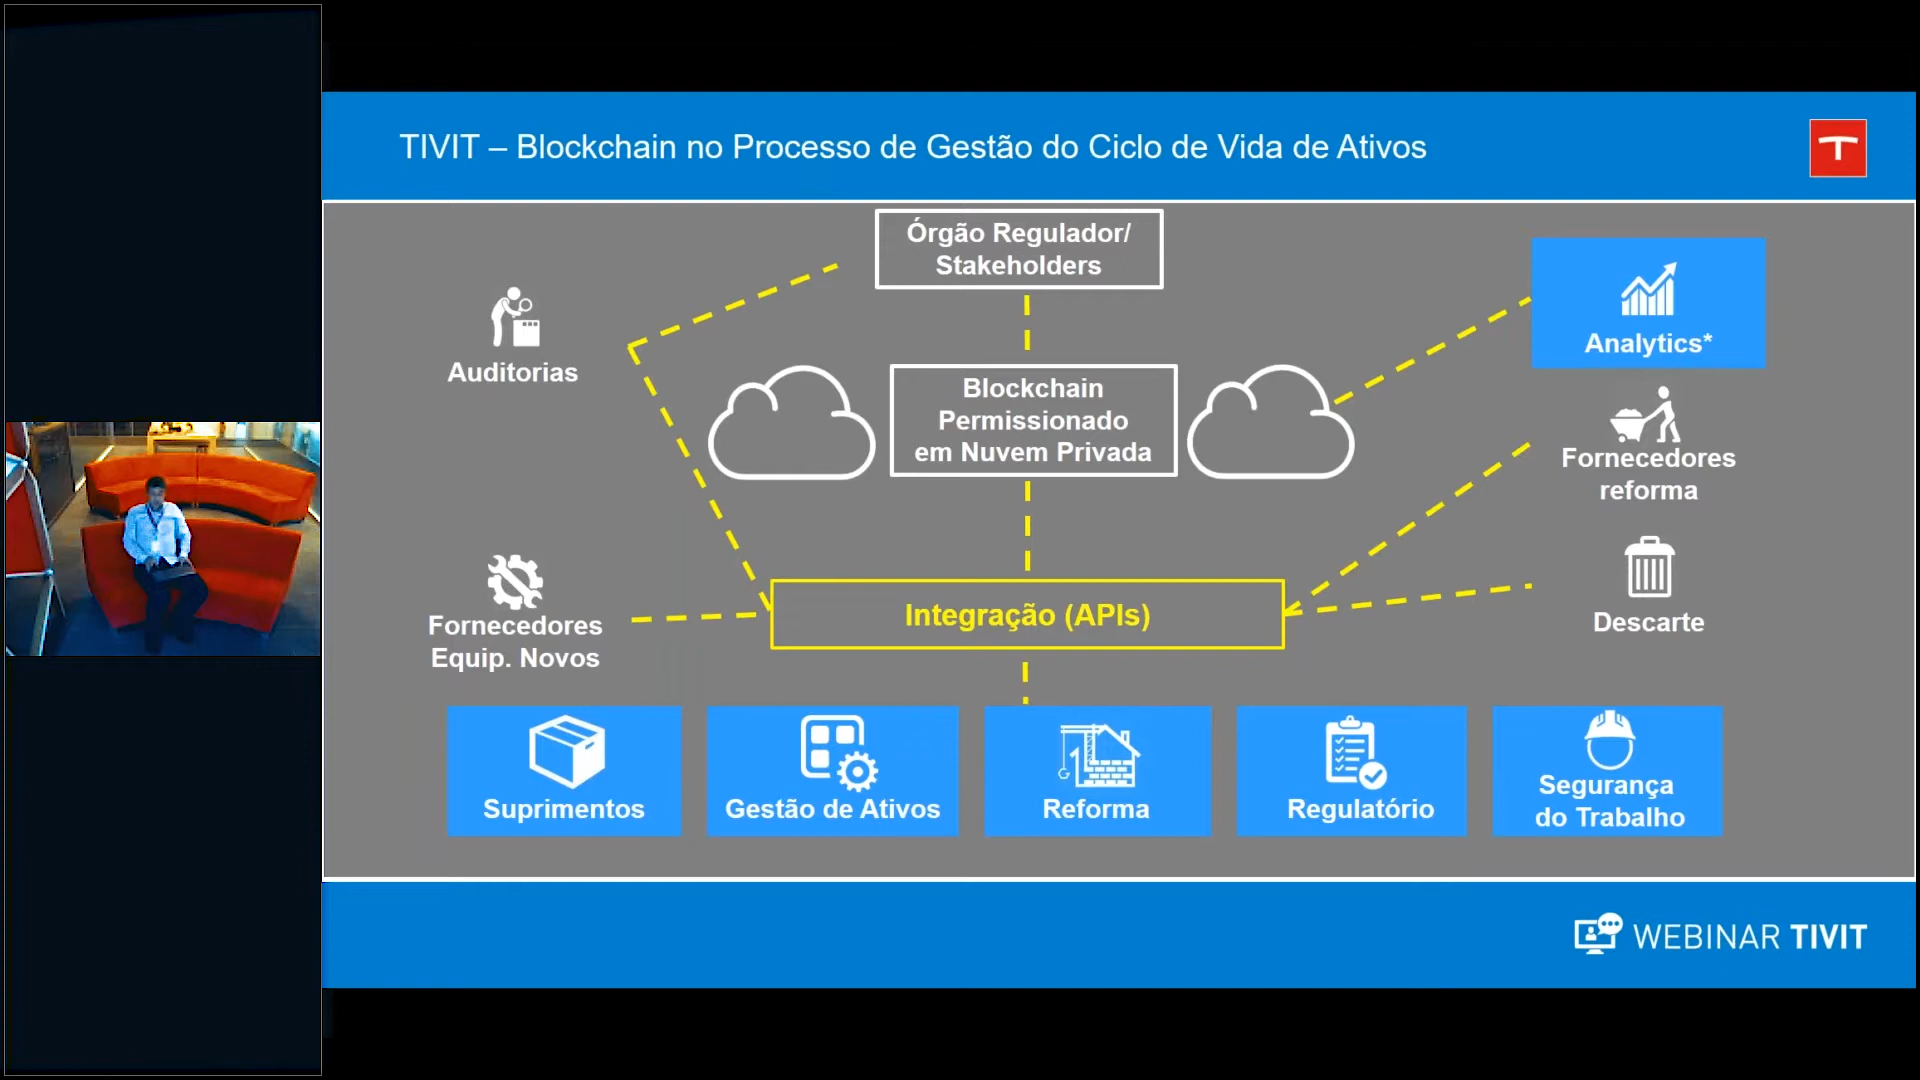 TIVIT – Blockchain no Processo de Gestão do Ciclo de Vida de Ativos
T
Órgão Regulador/
Stakeholders
Auditorias
Analytics*
Blockchain
Permissionado
em Nuvem Privada
Fornecedores
reforma
Fornecedores
Equip. Novos
Integração (APIs)
Descarte
Suprimentos
Gestão de Ativos
Reforma
Regulatório
Segurança
do Trabalho
WEBINAR TIVIT